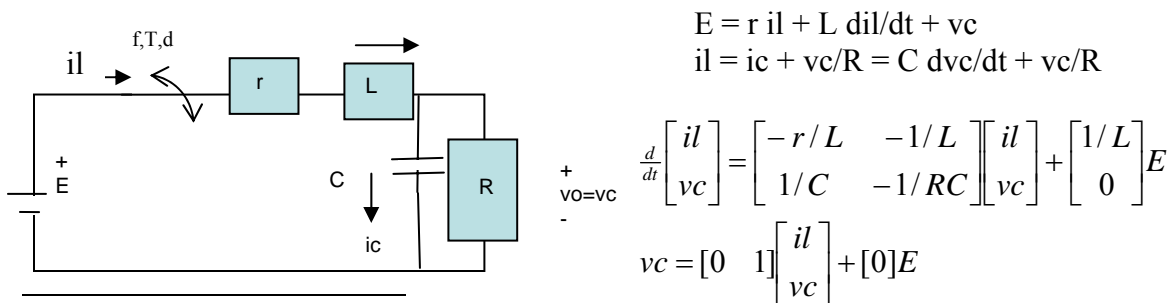 E = r il + L dil/dt + vc
il = ic + vc/R = C dvc/dt + vc/R
f,T,d
il
r
L
+
E
C
ic
R
+
vo=vc
-
d/dt [il vc] = [-r/L -1/L 1/C -1/RC] [il vc] + [1/L 0] E
vc = [0 1] [il vc] + [0]E